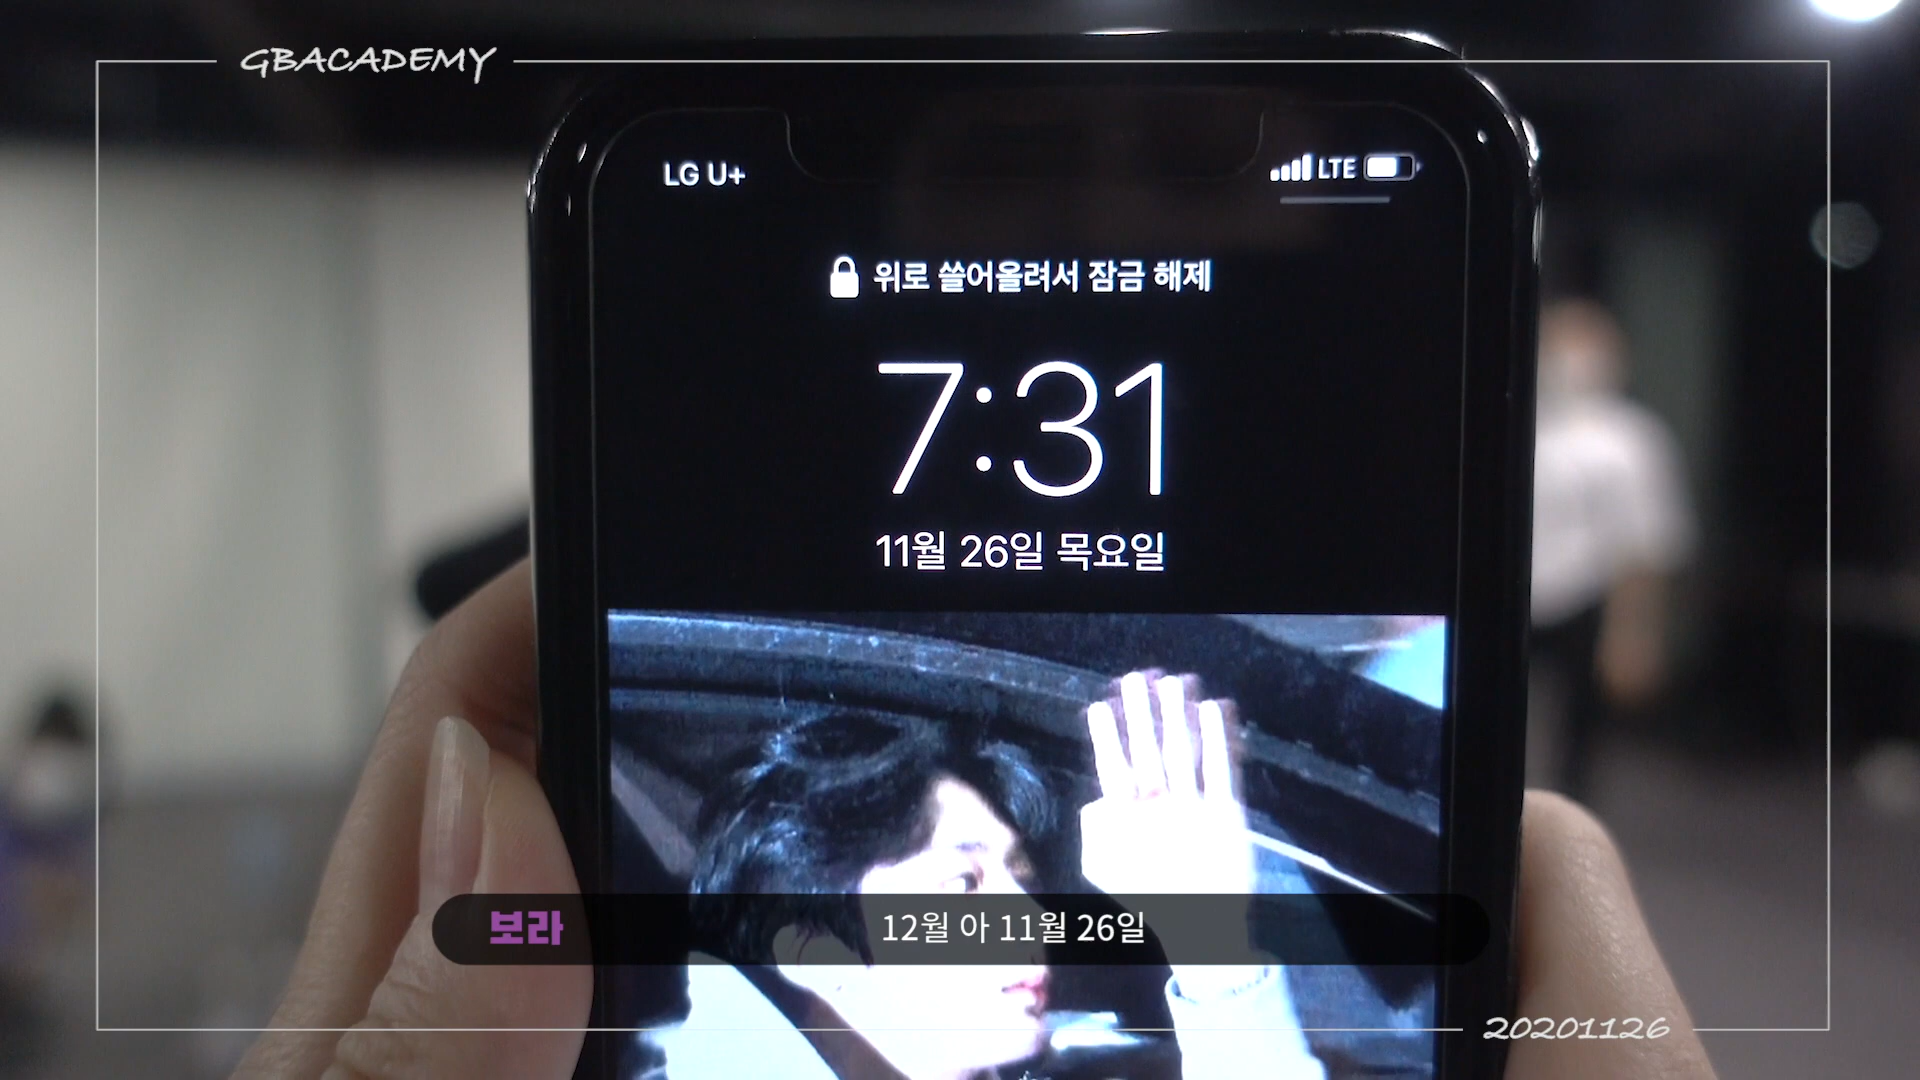 GBACADEMY
LG U+
LTE
위로 쓸어올려서 잠금 해제
7:31
11월 26일 목요일
보라 12월 아 11월 26일
20201126